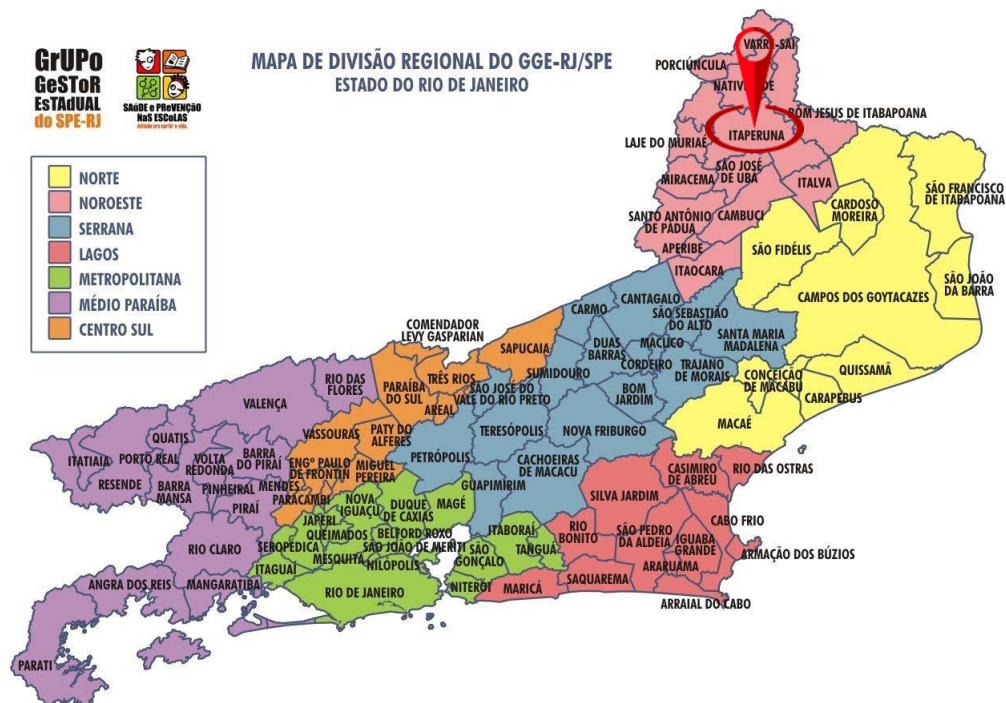 GrUPo
GeSToR
EsTAdUAL
do SPE-RJ
SAúDE e PReVENÇÃO
NaS ESCoLAS
Atitude pra curtir a vida.
MAPA DE DIVISÃO REGIONAL DO GGE-RJ/SPE
ESTADO DO RIO DE JANEIRO
NORTE
NOROESTE
SERRANA
LAGOS
METROPOLITANA
MÉDIO PARAÍBA
CENTRO SUL
VARRE-SAI
PORCIÚNCULA
BOM JESUS DE ITABAPOANA
ITAPERUNA
LAJE DO MURIAÉ
SÃO JOSÉ
DE UBÁ
MIRACEMA
ITALVA
SÃO FRANCISCO
DE ITABAPOANA
CARDOSO
MOREIRA
SANTO ANTÔNIO
DE PÁDUA
CAMBUCI
APERIBE
SÃO FIDÉLIS
ITAOCARA
SÃO JOÃO
DA BARRA
CAMPOS DOS GOYTACAZES
CANTAGALO
CARMO
SÃO SEBASTIÃO
DO ALTO
COMENDADOR
LEVY GASPARIAN
SAPUCAIA
DUAS
BARRAS
MACUCO
SANTA MARIA
MADALENA
CORDEIRO
TRAJANO
DE MORAIS
SUMIDOURO
CONCEIÇÃO
DE MACABU
QUISSAMÃ
CARAPEBUS
RIO DAS
FLORES
TRÊS RIOS
PARAÍBA
DO SUL
SÃO JOSÉ DO
VALE DO RIO PRETO
BOM
JARDIM
VALENÇA
AREAL
MACAÉ
VASSOURAS
PATY DO
ALFERES
TERESÓPOLIS
NOVA FRIBURGO
QUATIS
ITATIAIA
PORTO REAL
VOLTA
REDONDA
BARRA
DO PIRAÍ
ENGº PAULO
DE FRONTIN
MIGUEL
PEREIRA
PETRÓPOLIS
CACHOEIRAS
DE MACACU
CASIMIRO
DE ABREU
RIO DAS OSTRAS
RESENDE
BARRA
MANSA
PINHEIRAL
MENDES
GUAPIMIRIM
PARACAMBI
SILVA JARDIM
PIRAÍ
NOVA
IGUAÇU
DUQUE
DE CAXIAS
MAGÉ
JAPERI
CABO FRIO
QUEIMADOS
BELFORD ROXO
ITABORAÍ
RIO
BONITO
SÃO PEDRO
DA ALDEIA
IGUABA
GRANDE
RIO CLARO
SEROPÉDICA
SÃO JOÃO DE MERITI
SÃO
GONÇALO
TANGUÁ
ARMAÇÃO DOS BÚZIOS
MESQUITA
NILÓPOLIS
ITAGUAÍ
ARARUAMA
ANGRA DOS REIS
MANGARATIBA
RIO DE JANEIRO
NITERÓI
MARICÁ
SAQUAREMA
ARRAIAL DO CABO
PARATI